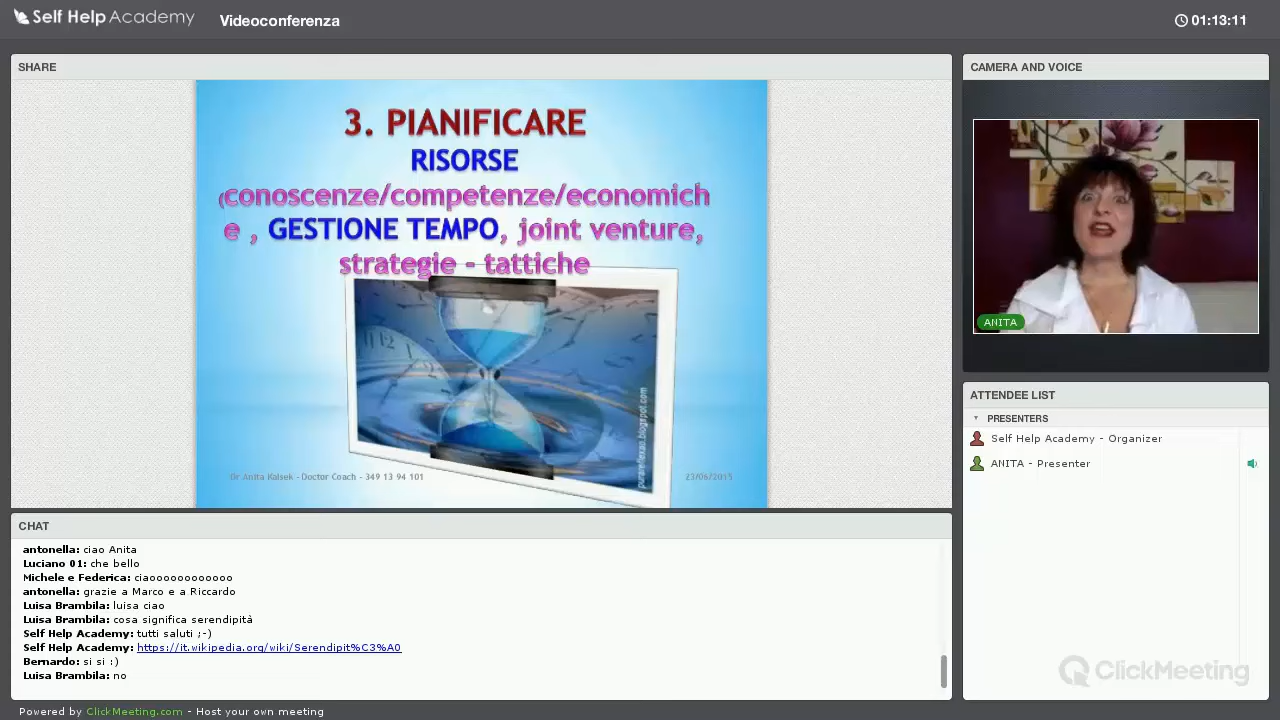 Self Help Academy
Videoconferenza
01:13:11
SHARE
3. PIANIFICARE
RISORSE
(conoscenze/competenze/economich
e , GESTIONE TEMPO, joint venture,
strategie - tattiche
purareflexan.blogspot.com
Dr Anita Kalsek - Doctor Coach - 349 13 94 101
23/06/2015
CAMERA AND VOICE
ANITA
ATTENDEE LIST
PRESENTERS
Self Help Academy - Organizer
ANITA - Presenter
CHAT
antonella: ciao Anita
Luciano 01: che bello
Michele e Federica: ciaoooooooooooo
antonella: grazie a Marco e a Riccardo
Luisa Brambila: luisa ciao
Luisa Brambila: cosa significa serendipità
Self Help Academy: tutti saluti ;-)
Self Help Academy: https://it.wikipedia.org/wiki/Serendipit%C3%A0
Bernardo: si si :)
Luisa Brambila: no
ClickMeeting
Powered by ClickMeeting.com - Host your own meeting